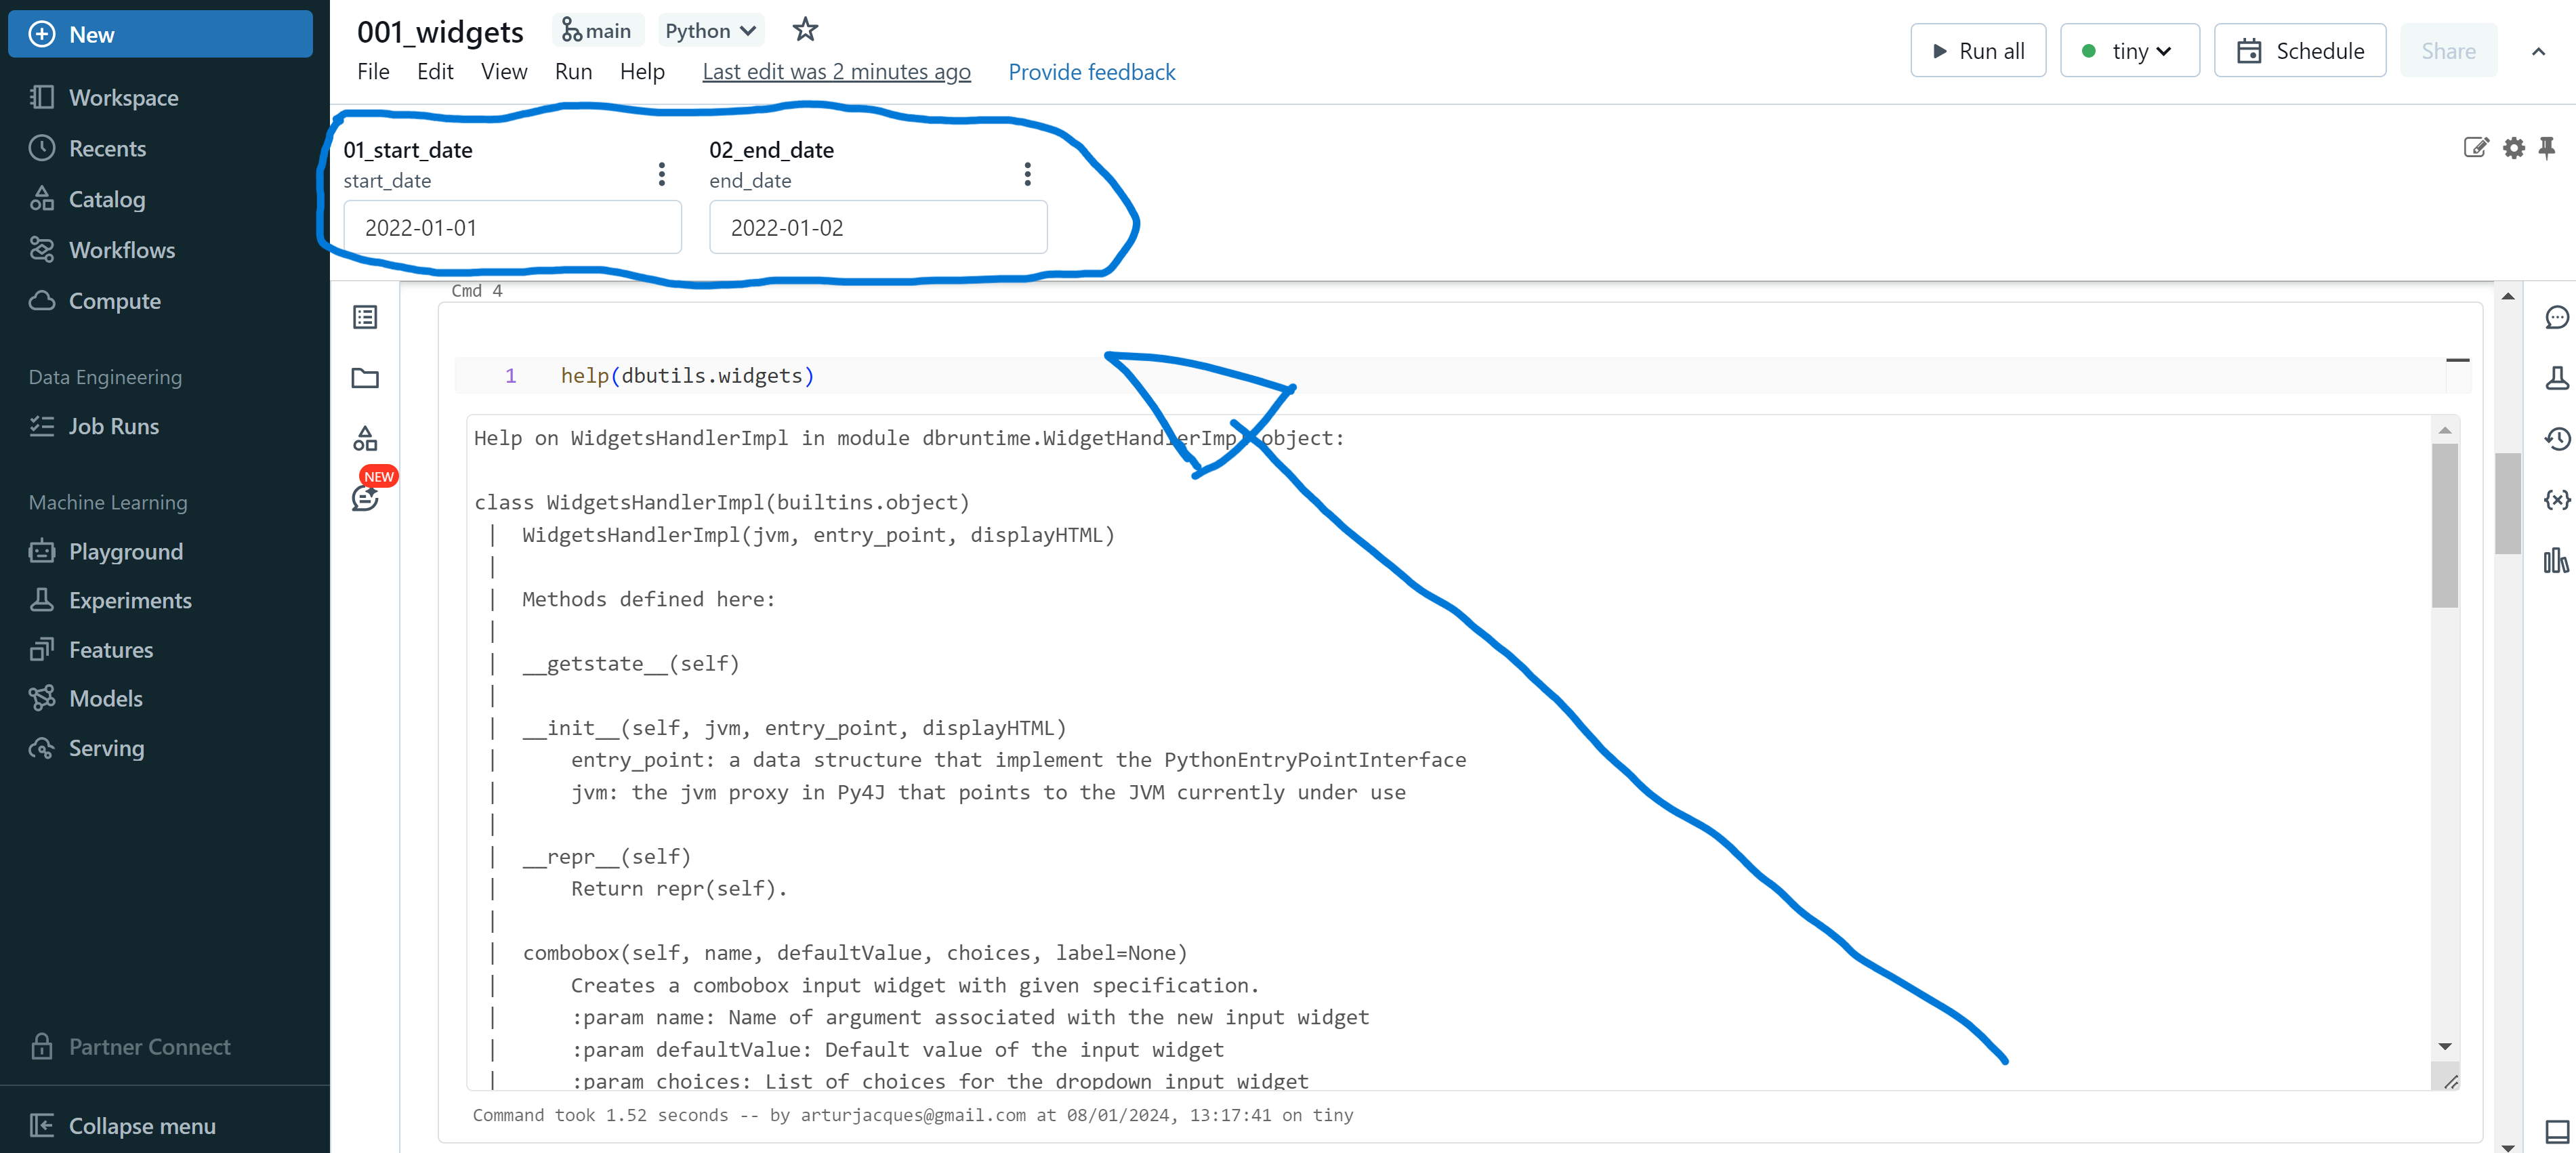 New
Workspace
Recents
Catalog
Workflows
Compute
Data Engineering
Job Runs
Machine Learning
Playground
Experiments
Features
Models
Serving
Partner Connect
Collapse menu
001_widgets main Python
File Edit View Run Help Last edit was 2 minutes ago Provide feedback
Run all tiny Schedule Share
01_start_date 02_end_date
start_date end_date
2022-01-01 2022-01-02
NEW
Cmd 4
1 help(dbutils.widgets)
Help on WidgetsHandlerImpl in module dbruntime.WidgetHandlerImpl object:
class WidgetsHandlerImpl(builtins.object)
| WidgetsHandlerImpl(jvm, entry_point, displayHTML)
|
| Methods defined here:
|
| __getstate__(self)
|
| __init__(self, jvm, entry_point, displayHTML)
| entry_point: a data structure that implement the PythonEntryPointInterface
| jvm: the jvm proxy in Py4J that points to the JVM currently under use
|
| __repr__(self)
| Return repr(self).
|
| combobox(self, name, defaultValue, choices, label=None)
| Creates a combobox input widget with given specification.
| :param name: Name of argument associated with the new input widget
| :param defaultValue: Default value of the input widget
| :param choices: List of choices for the dropdown input widget
Command took 1.52 seconds -- by arturjacques@gmail.com at 08/01/2024, 13:17:41 on tiny